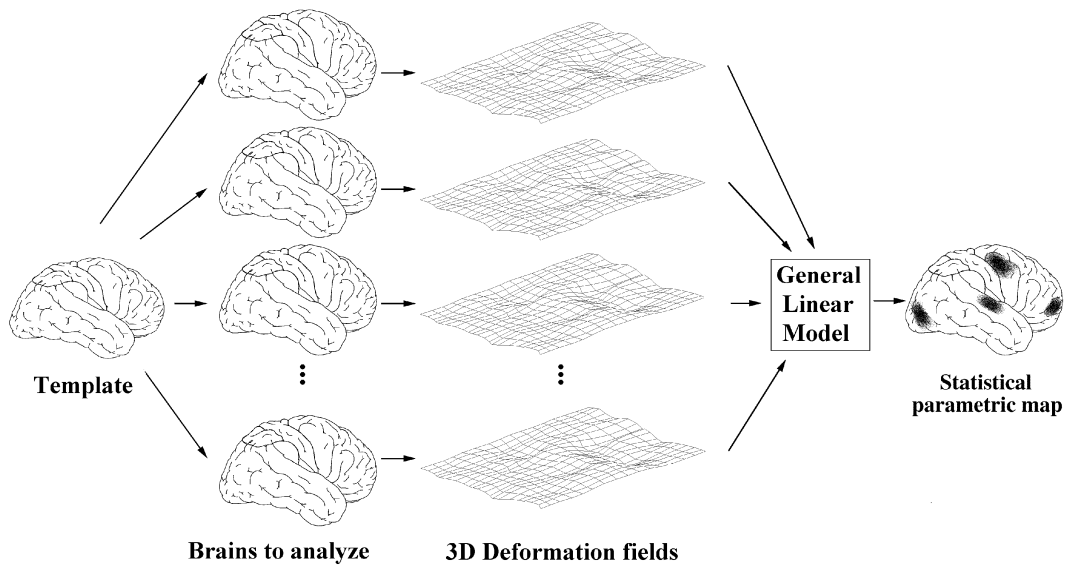 Template
Brains to analyze
3D Deformation fields
General
Linear
Model
Statistical
parametric map